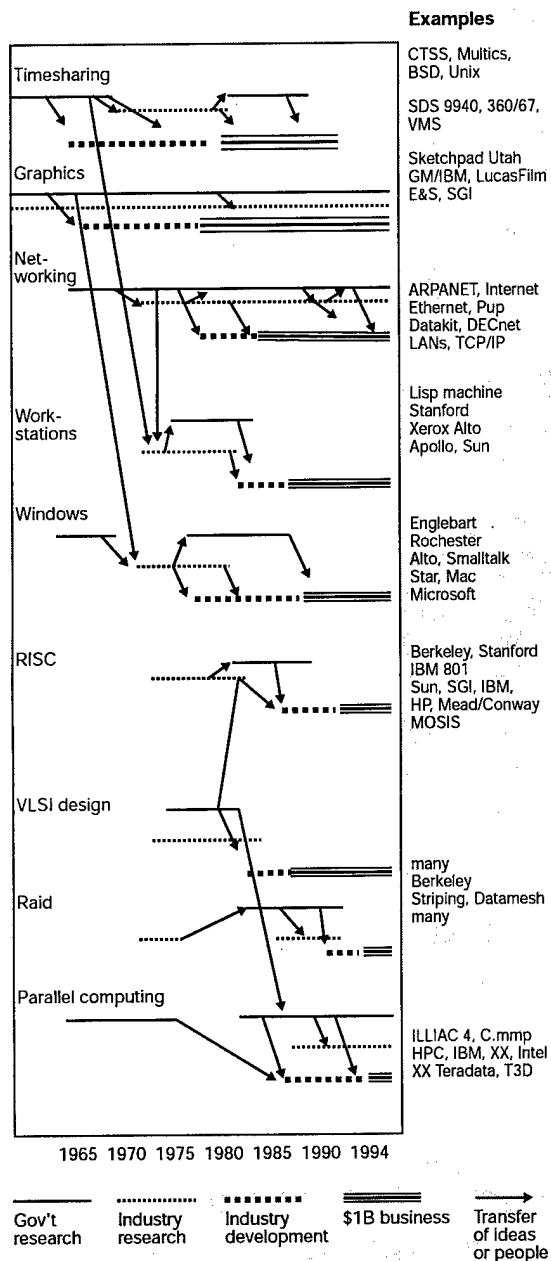 Examples
Timesharing
CTSS, Multics,
BSD, Unix
SDS 9940, 360/67,
VMS
Graphics
Sketchpad Utah
GM/IBM, LucasFilm
E&S, SGI
Net-
working
ARPANET, Internet
Ethernet, Pup
Datakit, DECnet
LANs, TCP/IP
Work-
stations
Lisp machine
Stanford
Xerox Alto
Apollo, Sun
Windows
Englebart
Rochester
Alto, Smalltalk
Star, Mac
Microsoft
RISC
Berkeley, Stanford
IBM 801
Sun, SGI, IBM,
HP, Mead/Conway
MOSIS
VLSI design
many
Berkeley
Striping, Datamesh
many
Raid
Parallel computing
ILLIAC 4, C.mmp
HPC, IBM, XX, Intel
XX Teradata, T3D
1965 1970 1975 1980 1985 1990 1994
Gov't
research
Industry
research
Industry
development
$1B business
Transfer
of ideas
or people